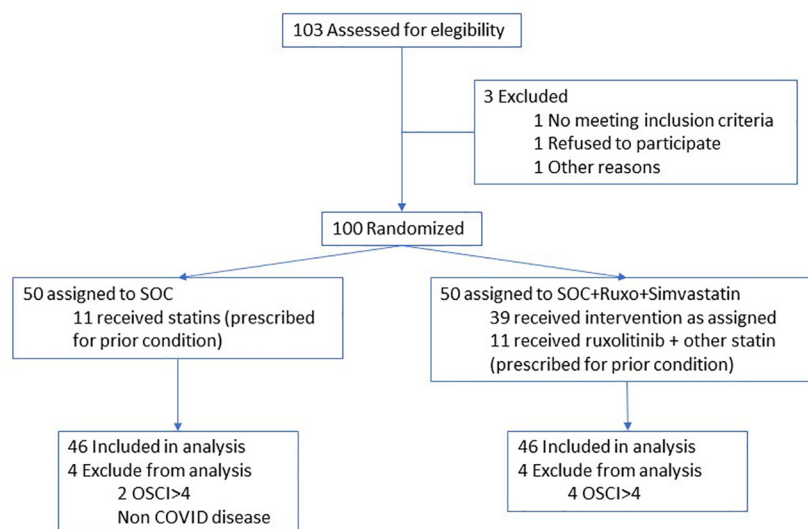 103 Assessed for elegibility
3 Excluded
1 No meeting inclusion criteria
1 Refused to participate
1 Other reasons
100 Randomized
50 assigned to SOC
11 received statins (prescribed
for prior condition)
50 assigned to SOC+Ruxo+Simvastatin
39 received intervention as assigned
11 received ruxolitinib + other statin
(prescribed for prior condition)
46 Included in analysis
4 Exclude from analysis
2 OSCI>4
Non COVID disease
46 Included in analysis
4 Exclude from analysis
4 OSCI>4